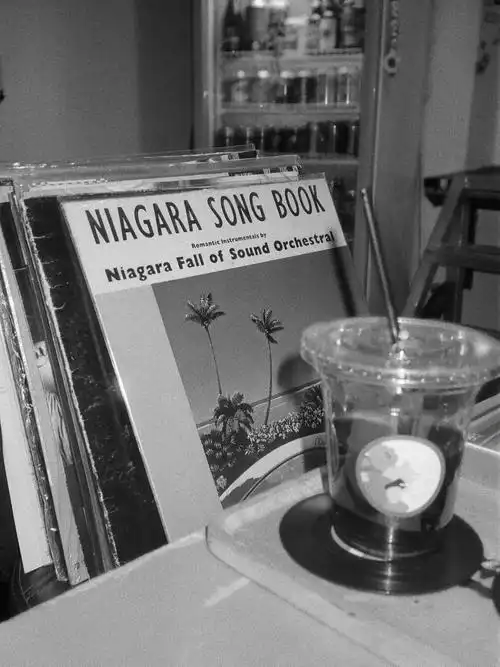 NIAGARA SONG BOOK
Romantic Instrumentals by
Niagara Fall of Sound Orchestral